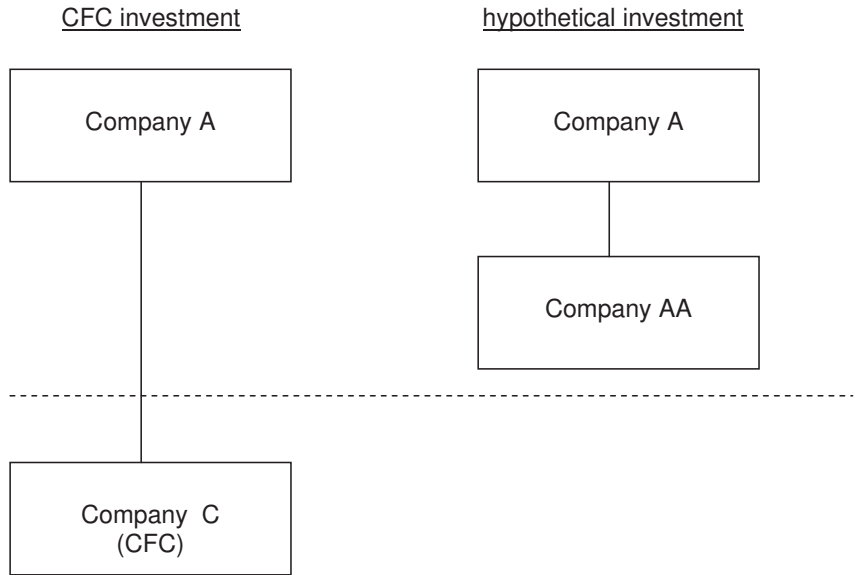 CFC investment
hypothetical investment
Company A
Company A
Company AA
Company C
(CFC)